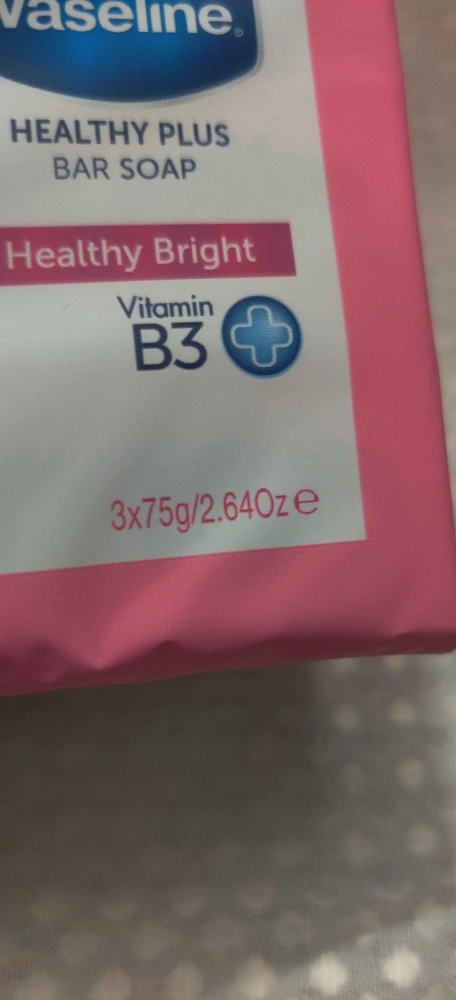 Vaseline®
HEALTHY PLUS
BAR SOAP
Healthy Bright
Vitamin
B3
3x75g/2.64Oz e